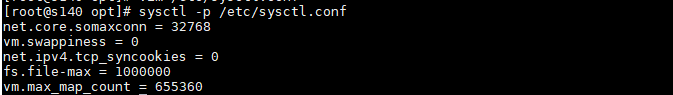 [root@s140 opt]# sysctl -p /etc/sysctl.conf
net.core.somaxconn = 32768
vm.swappiness = 0
net.ipv4.tcp_syncookies = 0
fs.file-max = 1000000
vm.max_map_count = 655360